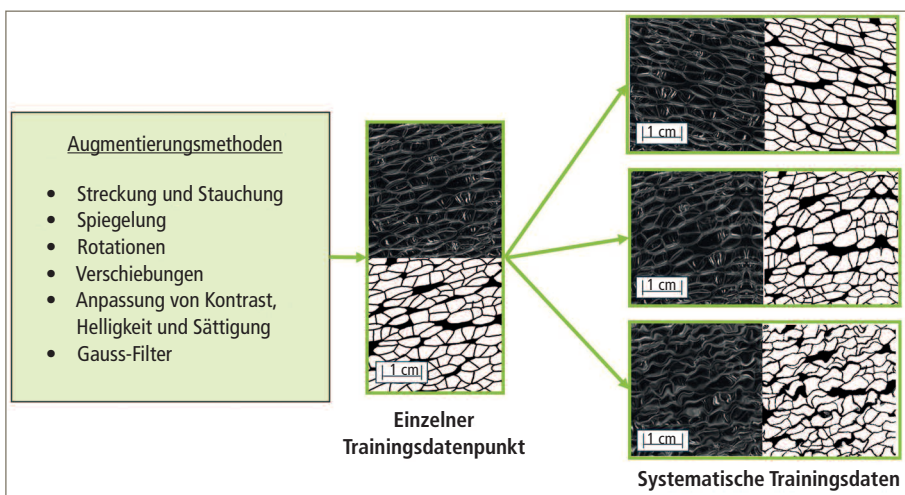 Augmentierungsmethoden
• Streckung und Stauchung
• Spiegelung
• Rotationen
• Verschiebungen
• Anpassung von Kontrast,
Helligkeit und Sättigung
• Gauss-Filter
1 cm
Einzelner
Trainingsdatenpunkt
1 cm
1 cm
1 cm
Systematische Trainingsdaten